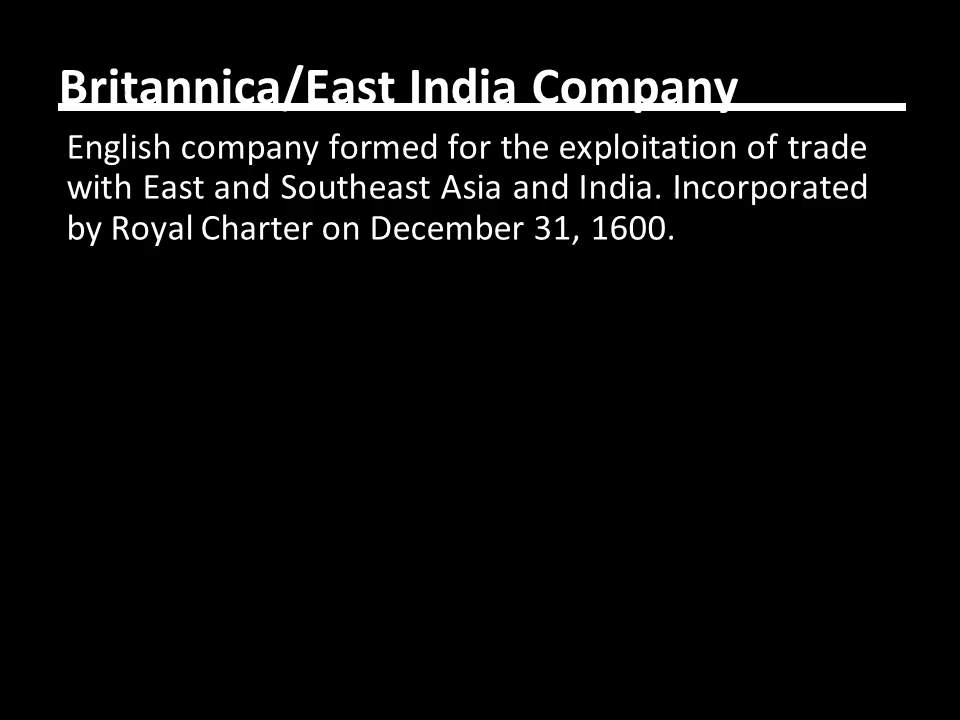 Britannica/East India Company
English company formed for the exploitation of trade
with East and Southeast Asia and India. Incorporated
by Royal Charter on December 31, 1600.